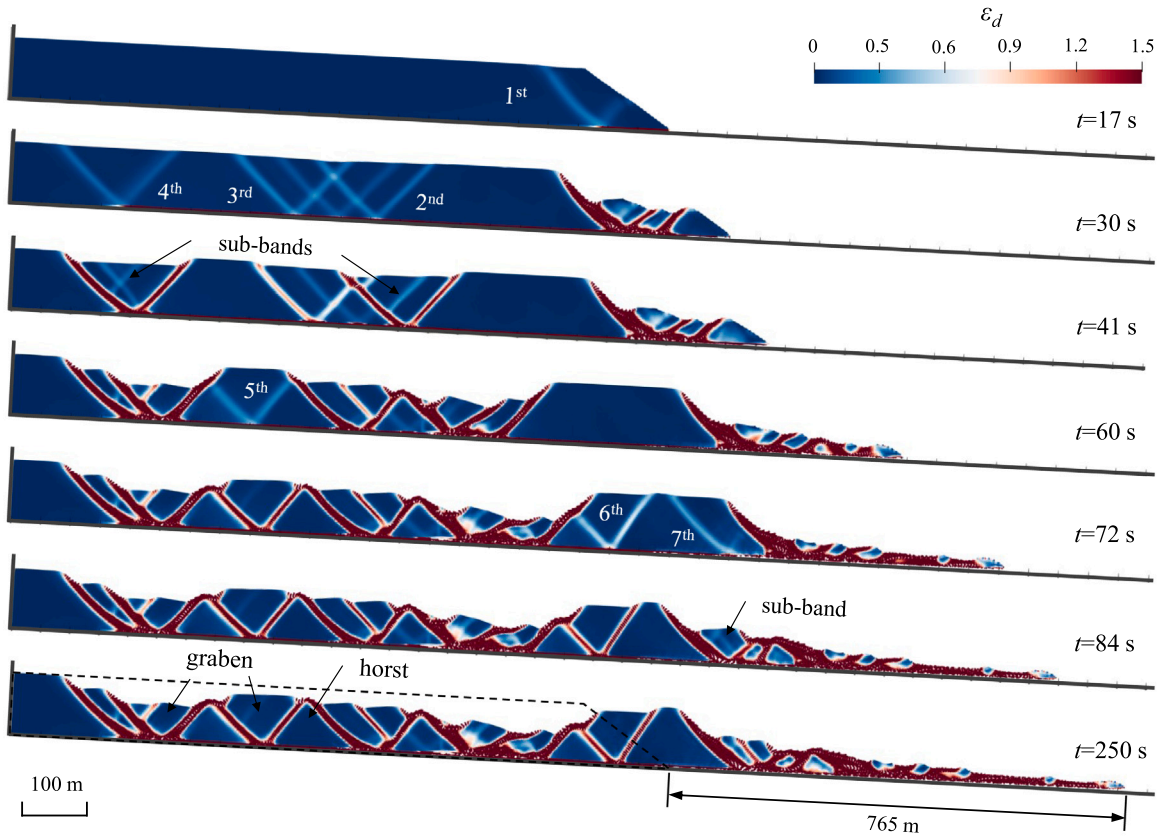 ε_d
0 0.5 0.6 0.9 1.2 1.5
1st
t=17 s
4th 3rd 2nd
t=30 s
sub-bands
t=41 s
5th
t=60 s
6th
7th
t=72 s
sub-band
t=84 s
graben
horst
t=250 s
100 m
765 m